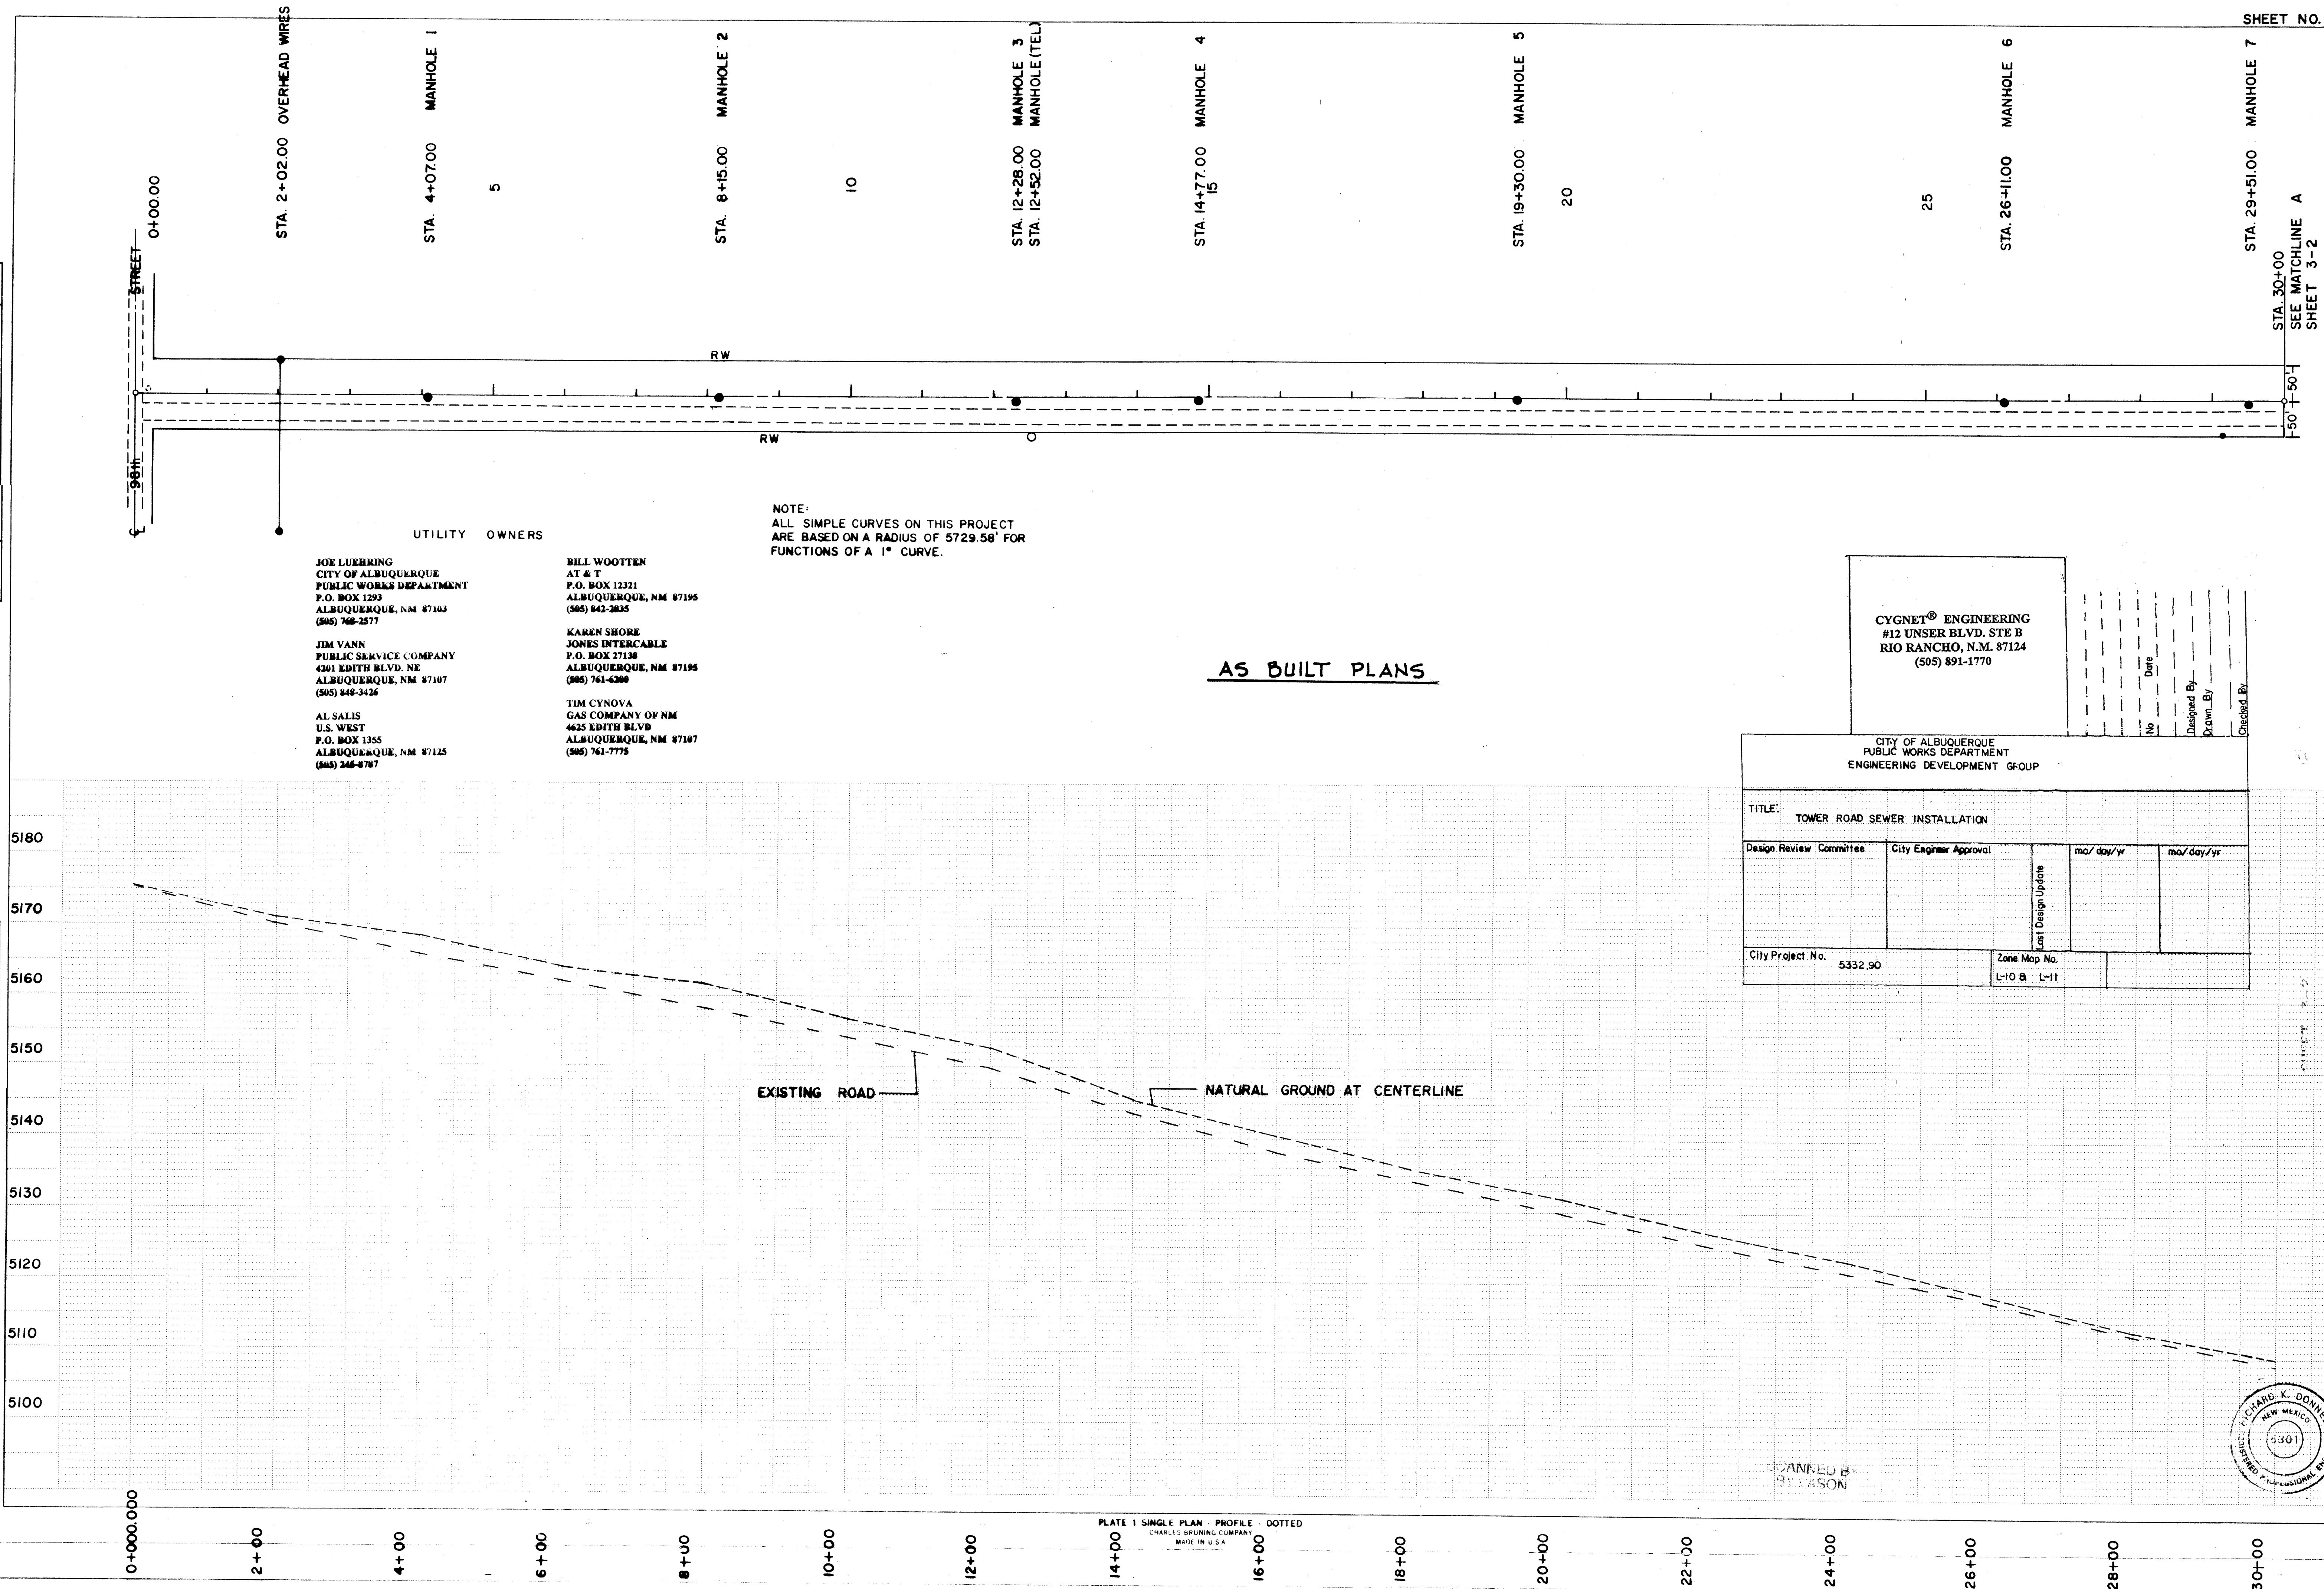 SHEET NO.
0+00.00
STA. 2+02.00 OVERHEAD WIRES
STA. 4+07.00 MANHOLE 1
5
STA. 8+15.00 MANHOLE 2
10
STA. 12+28.00 MANHOLE 3
STA. 12+52.00 MANHOLE (TEL)
STA. 14+77.00 MANHOLE 4
15
STA. 19+30.00 MANHOLE 5
20
25
STA. 26+11.00 MANHOLE 6
STA. 29+51.00 MANHOLE 7
STA. 30+00
SEE MATCHLINE A
SHEET 3-2
98th STREET
RW
RW
50'
50'
UTILITY OWNERS
JOE LUEHRING
CITY OF ALBUQUERQUE
PUBLIC WORKS DEPARTMENT
P.O. BOX 1293
ALBUQUERQUE, NM 87103
(505) 768-2577
JIM VANN
PUBLIC SERVICE COMPANY
4201 EDITH BLVD. NE
ALBUQUERQUE, NM 87107
(505) 848-3426
AL SALIS
U.S. WEST
P.O. BOX 1355
ALBUQUERQUE, NM 87125
(505) 245-8787
BILL WOOTTEN
AT & T
P.O. BOX 12321
ALBUQUERQUE, NM 87195
(505) 842-2835
KAREN SHORE
JONES INTERCABLE
P.O. BOX 27138
ALBUQUERQUE, NM 87195
(505) 761-6200
TIM CYNOVA
GAS COMPANY OF NM
4625 EDITH BLVD
ALBUQUERQUE, NM 87107
(505) 761-7775
NOTE:
ALL SIMPLE CURVES ON THIS PROJECT
ARE BASED ON A RADIUS OF 5729.58' FOR
FUNCTIONS OF A 1° CURVE.
AS BUILT PLANS
CYGNET® ENGINEERING
#12 UNSER BLVD. STE B
RIO RANCHO, N.M. 87124
(505) 891-1770
No Date
Designed By
Drawn By
Checked By
CITY OF ALBUQUERQUE
PUBLIC WORKS DEPARTMENT
ENGINEERING DEVELOPMENT GROUP
TITLE:
TOWER ROAD SEWER INSTALLATION
Design Review Committee
City Engineer Approval
Last Design Update
mo/day/yr
mo/day/yr
City Project No.
5332.90
Zone Map No.
L-10 & L-11
5180
5170
5160
5150
5140
5130
5120
5110
5100
EXISTING ROAD
NATURAL GROUND AT CENTERLINE
RICHARD K. DONNE
NEW MEXICO
5301
REGISTERED PROFESSIONAL EN
SCANNED BY
0+000.000
2+00
4+00
6+00
8+00
10+00
12+00
14+00
16+00
18+00
20+00
22+00
24+00
26+00
28+00
30+00
PLATE 1 SINGLE PLAN - PROFILE - DOTTED
CHARLES BRUNING COMPANY
MADE IN U.S.A.